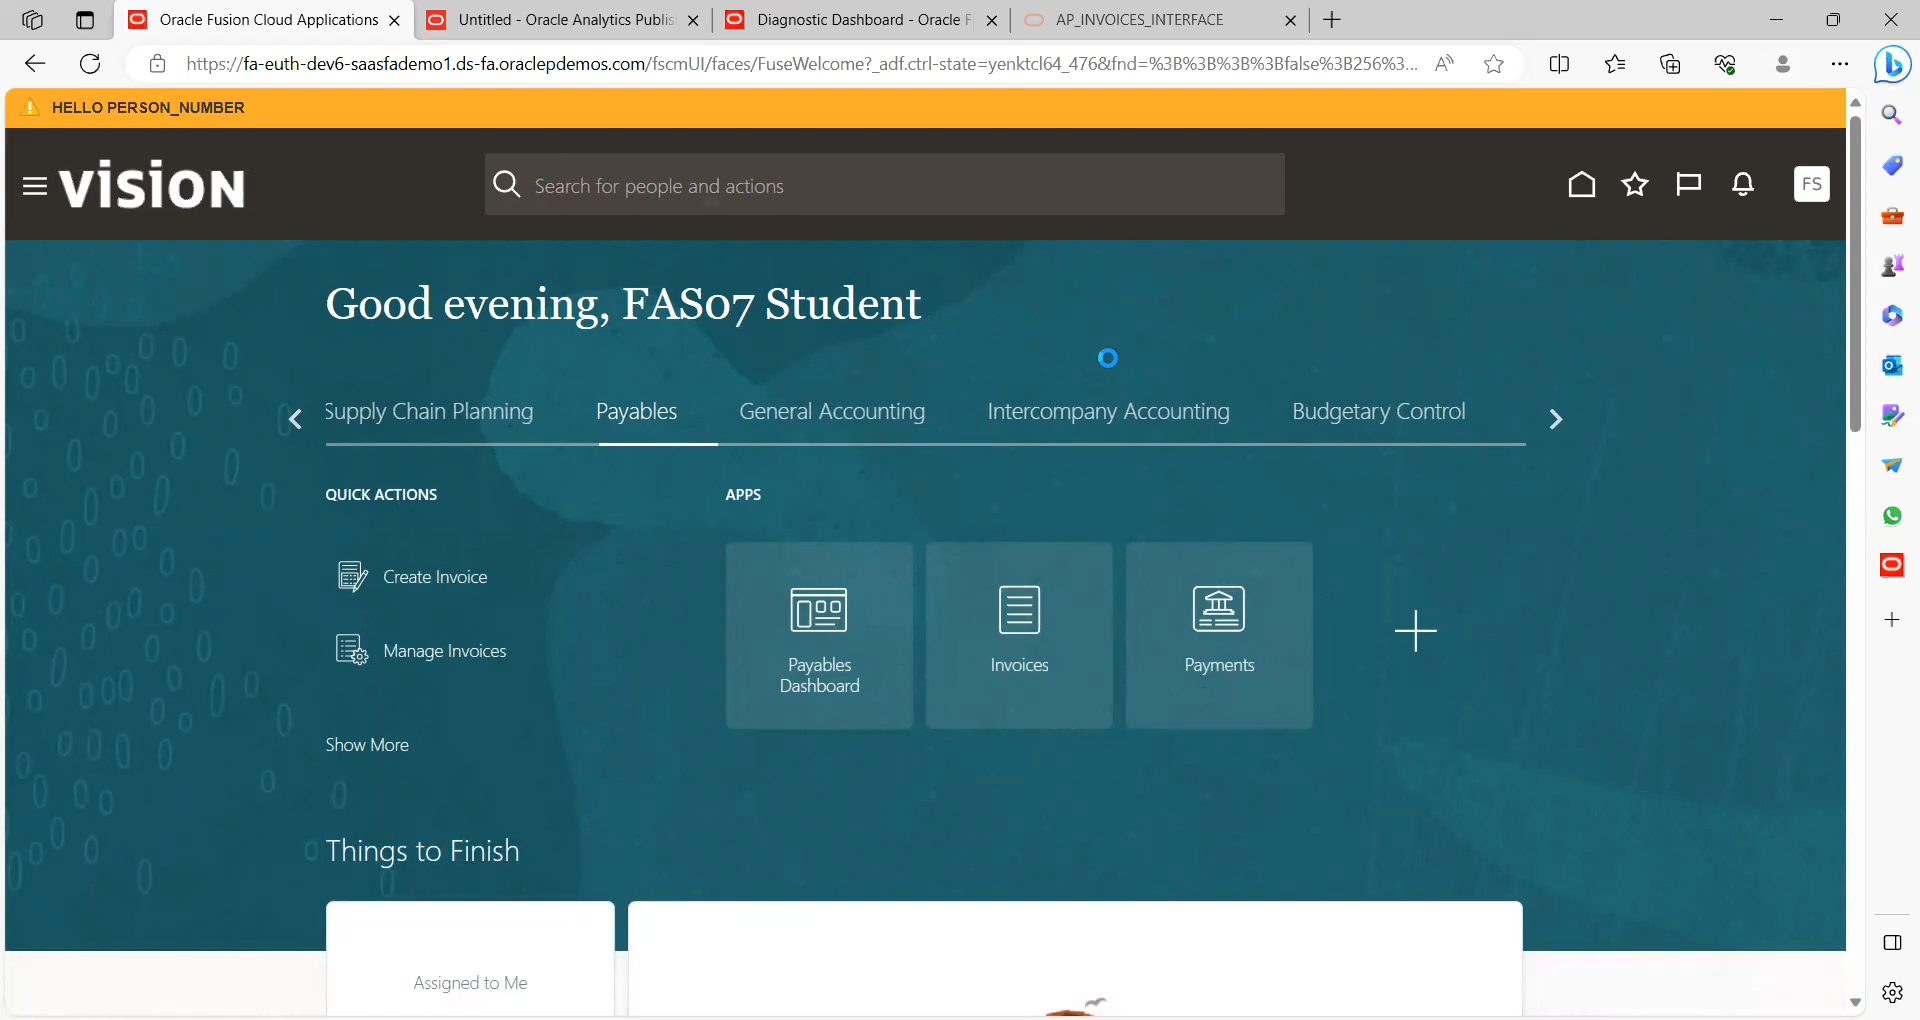 Oracle Fusion Cloud Applications
Untitled - Oracle Analytics Publis
Diagnostic Dashboard - Oracle F
AP_INVOICES_INTERFACE
https://fa-euth-dev6-saasfademo1.ds-fa.oraclepdemos.com/fscmUI/faces/FuseWelcome?_adf.ctrl-state=yenktcl64_476&fnd=%3B%3B%3B%3Bfalse%3B256%3...
HELLO PERSON_NUMBER
VISION
Search for people and actions
FS
Good evening, FAS07 Student
Supply Chain Planning
Payables
General Accounting
Intercompany Accounting
Budgetary Control
QUICK ACTIONS
APPS
Create Invoice
Manage Invoices
Show More
Payables
Dashboard
Invoices
Payments
Things to Finish
Assigned to Me